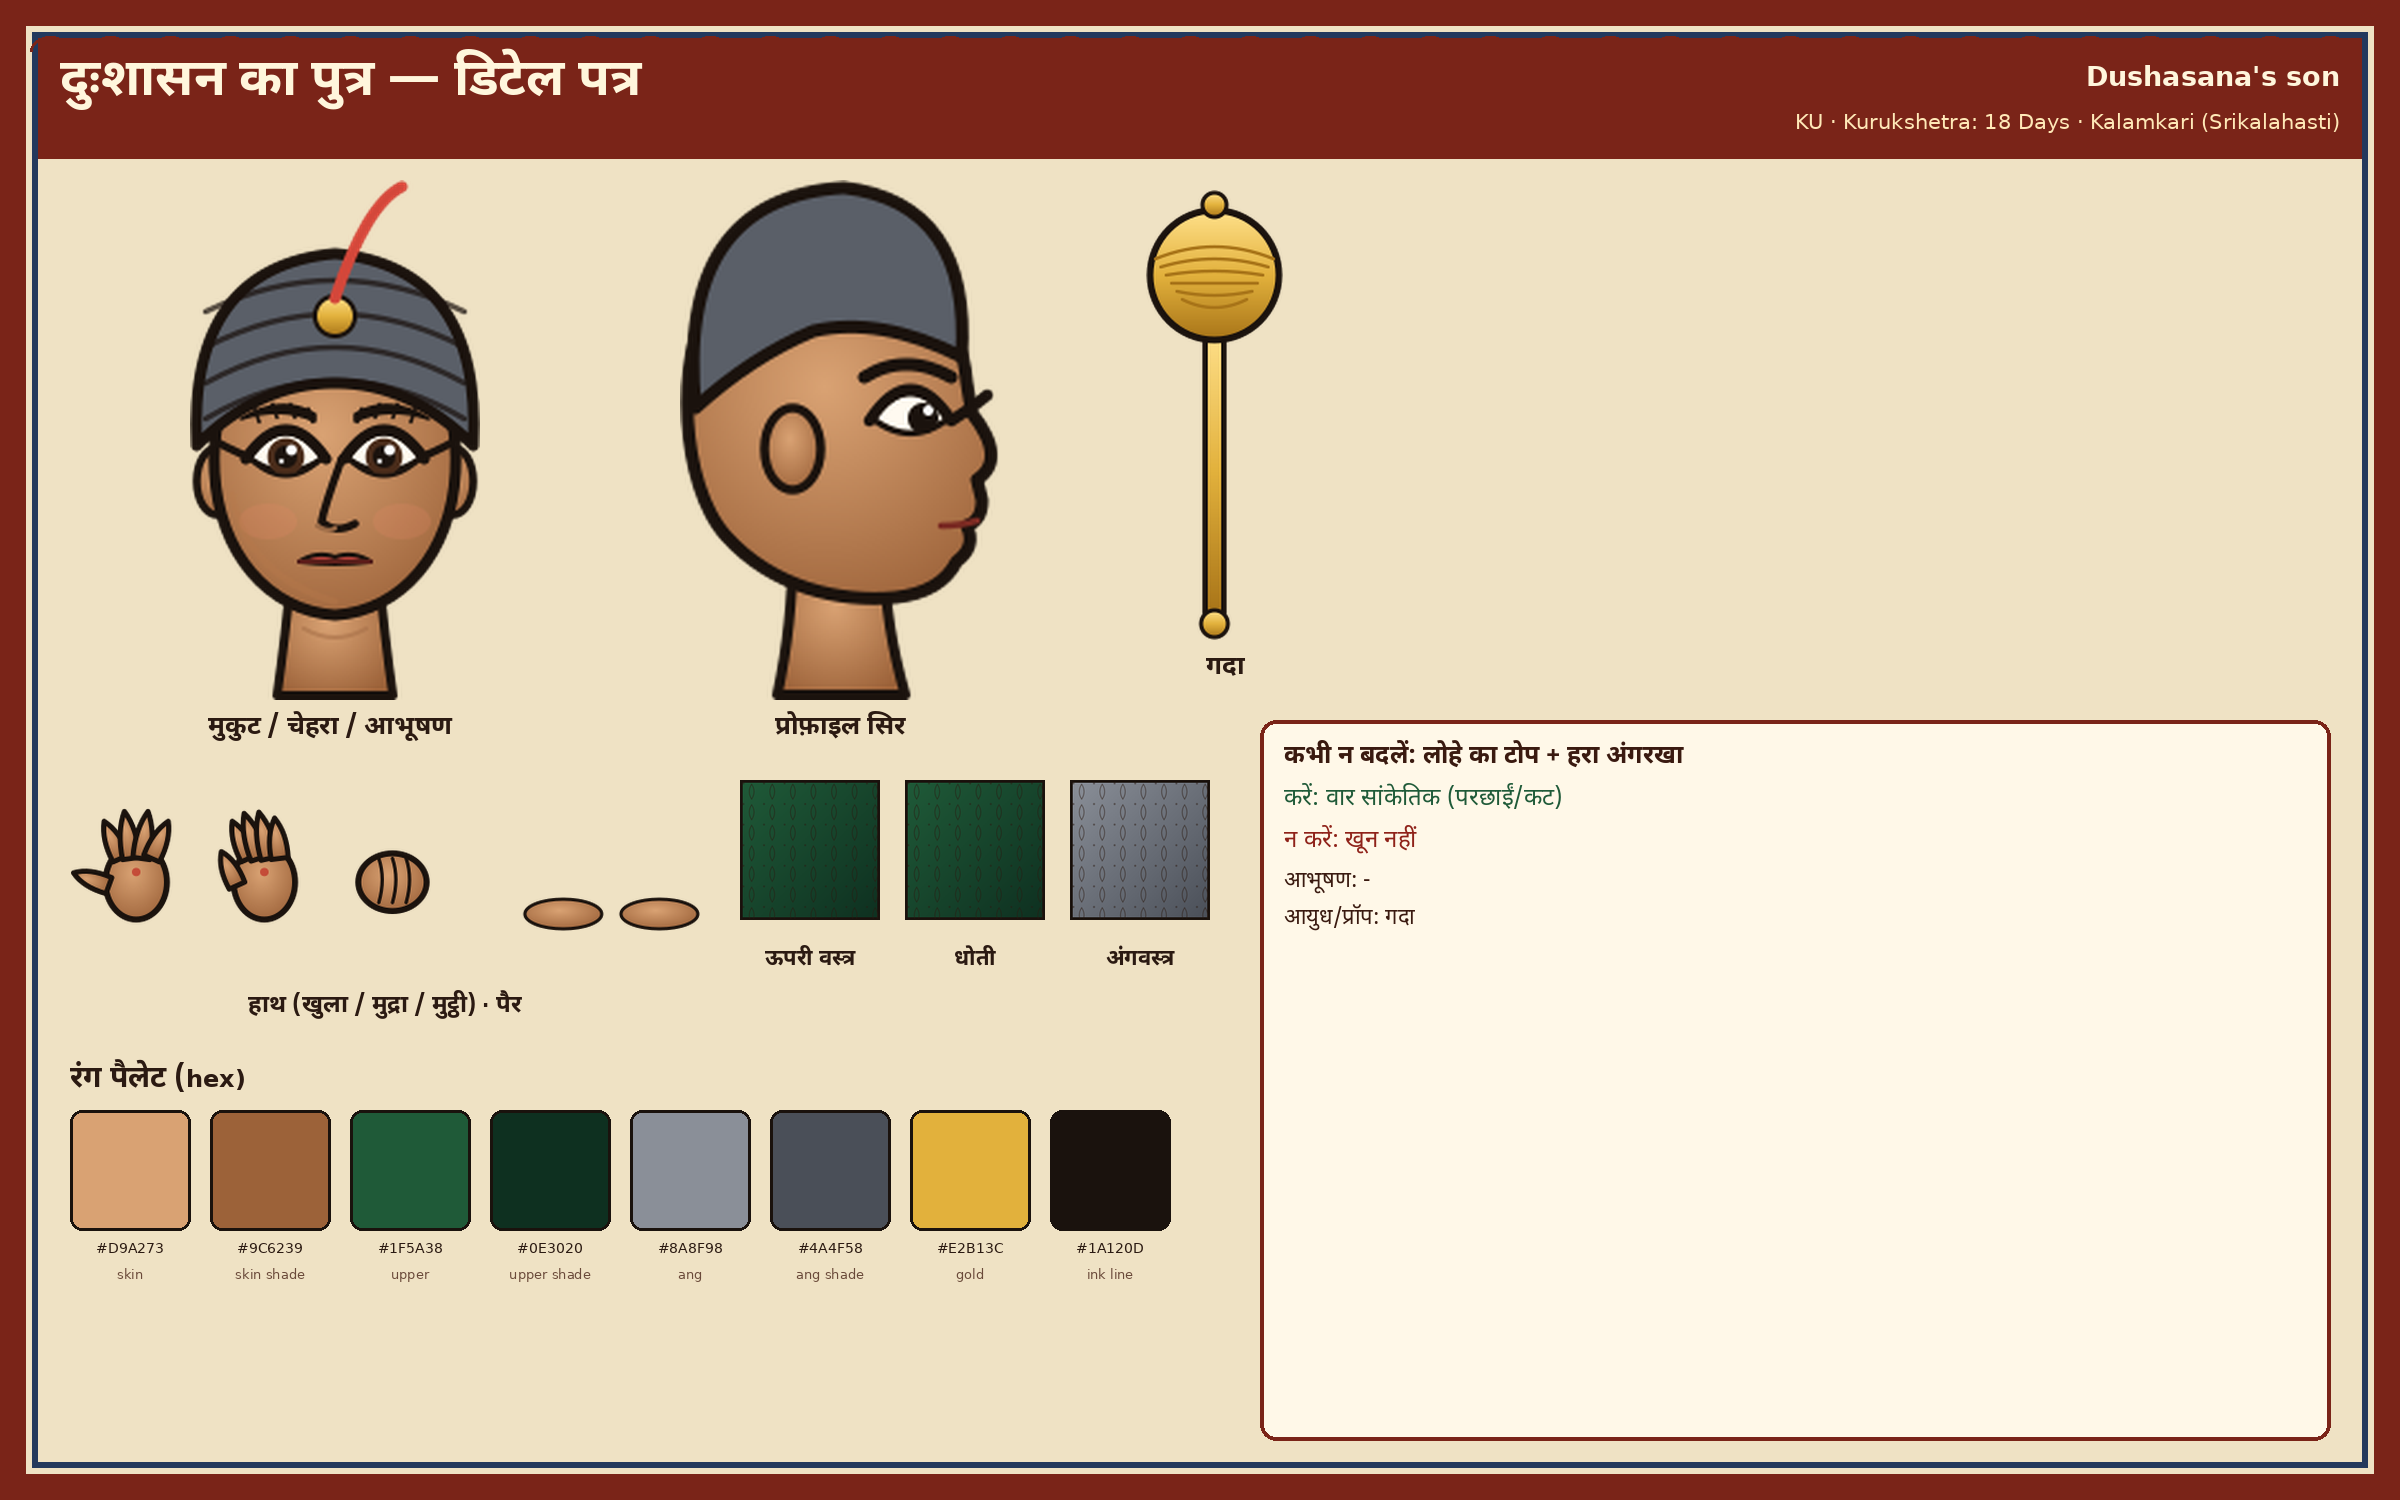 दुःशासन का पुत्र — डिटेल पत्र
Dushasana's son
KU · Kurukshetra: 18 Days · Kalamkari (Srikalahasti)
गदा
मुकुट / चेहरा / आभूषण
प्रोफ़ाइल सिर
कभी न बदलें: लोहे का टोप + हरा अंगरखा
करें: वार सांकेतिक (परछाईं/कट)
न करें: खून नहीं
आभूषण: -
आयुध/प्रॉप: गदा
ऊपरी वस्त्र
धोती
अंगवस्त्र
हाथ (खुला / मुद्रा / मुट्ठी) · पैर
रंग पैलेट (hex)
#D9A273 #9C6239 #1F5A38 #0E3020 #8A8F98 #4A4F58 #E2B13C #1A120D
skin skin shade upper upper shade ang ang shade gold ink line